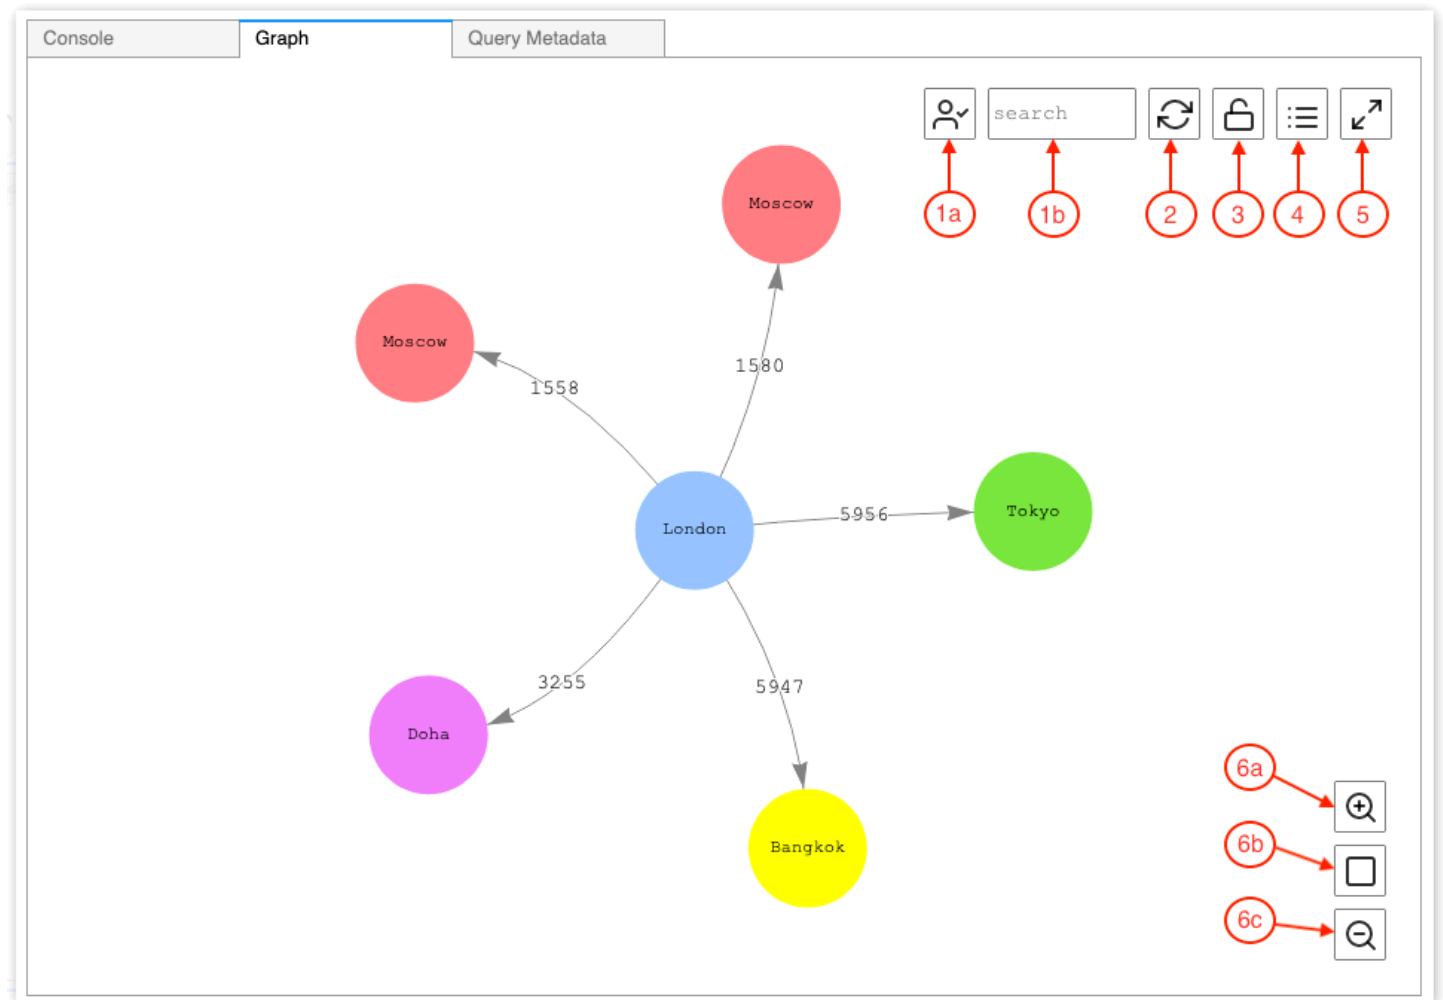 Console
Graph
Query Metadata
search
1a
1b
2
3
4
5
Moscow
Moscow
1580
1558
Tokyo
5956
London
3255
5947
Doha
Bangkok
6a
6b
6c